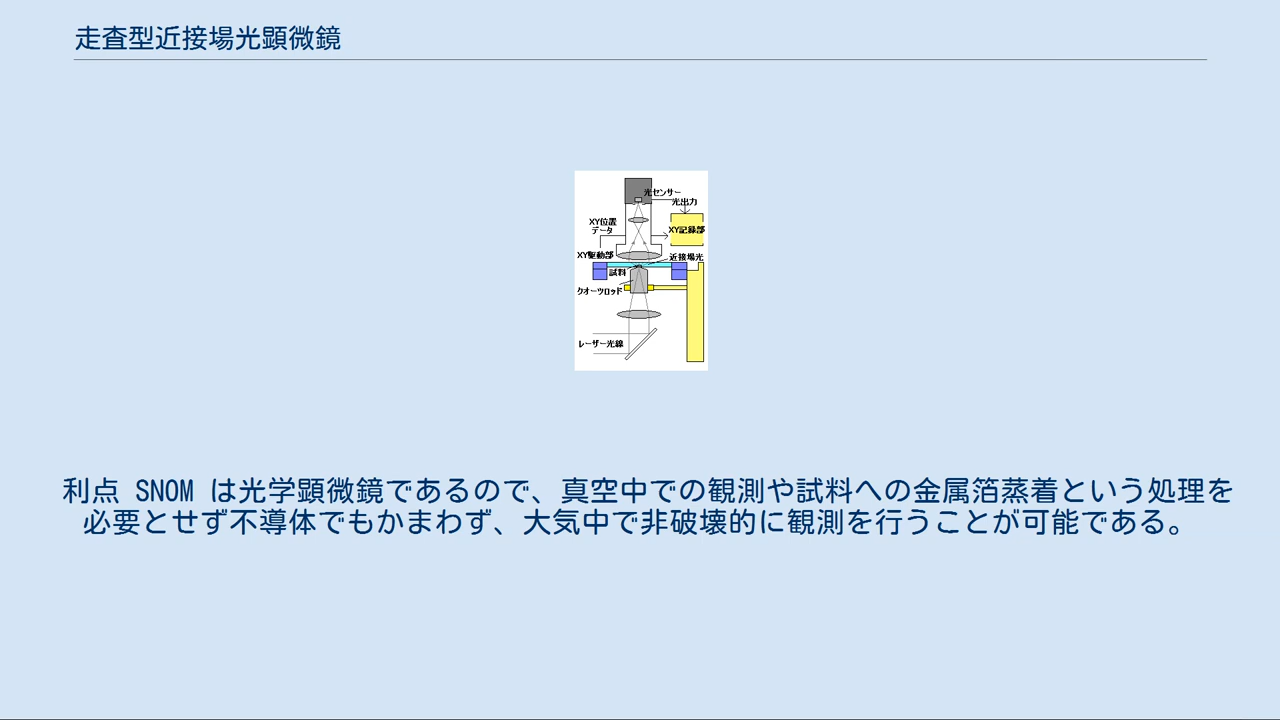 走査型近接場光顕微鏡
光センサー
光出力
XY位置
データ
XY記録部
XY駆動部
近接場光
試料
クオーツロッド
レーザー光線
利点 SNOM は光学顕微鏡であるので、真空中での観測や試料への金属箔蒸着という処理を
必要とせず不導体でもかまわず、大気中で非破壊的に観測を行うことが可能である。